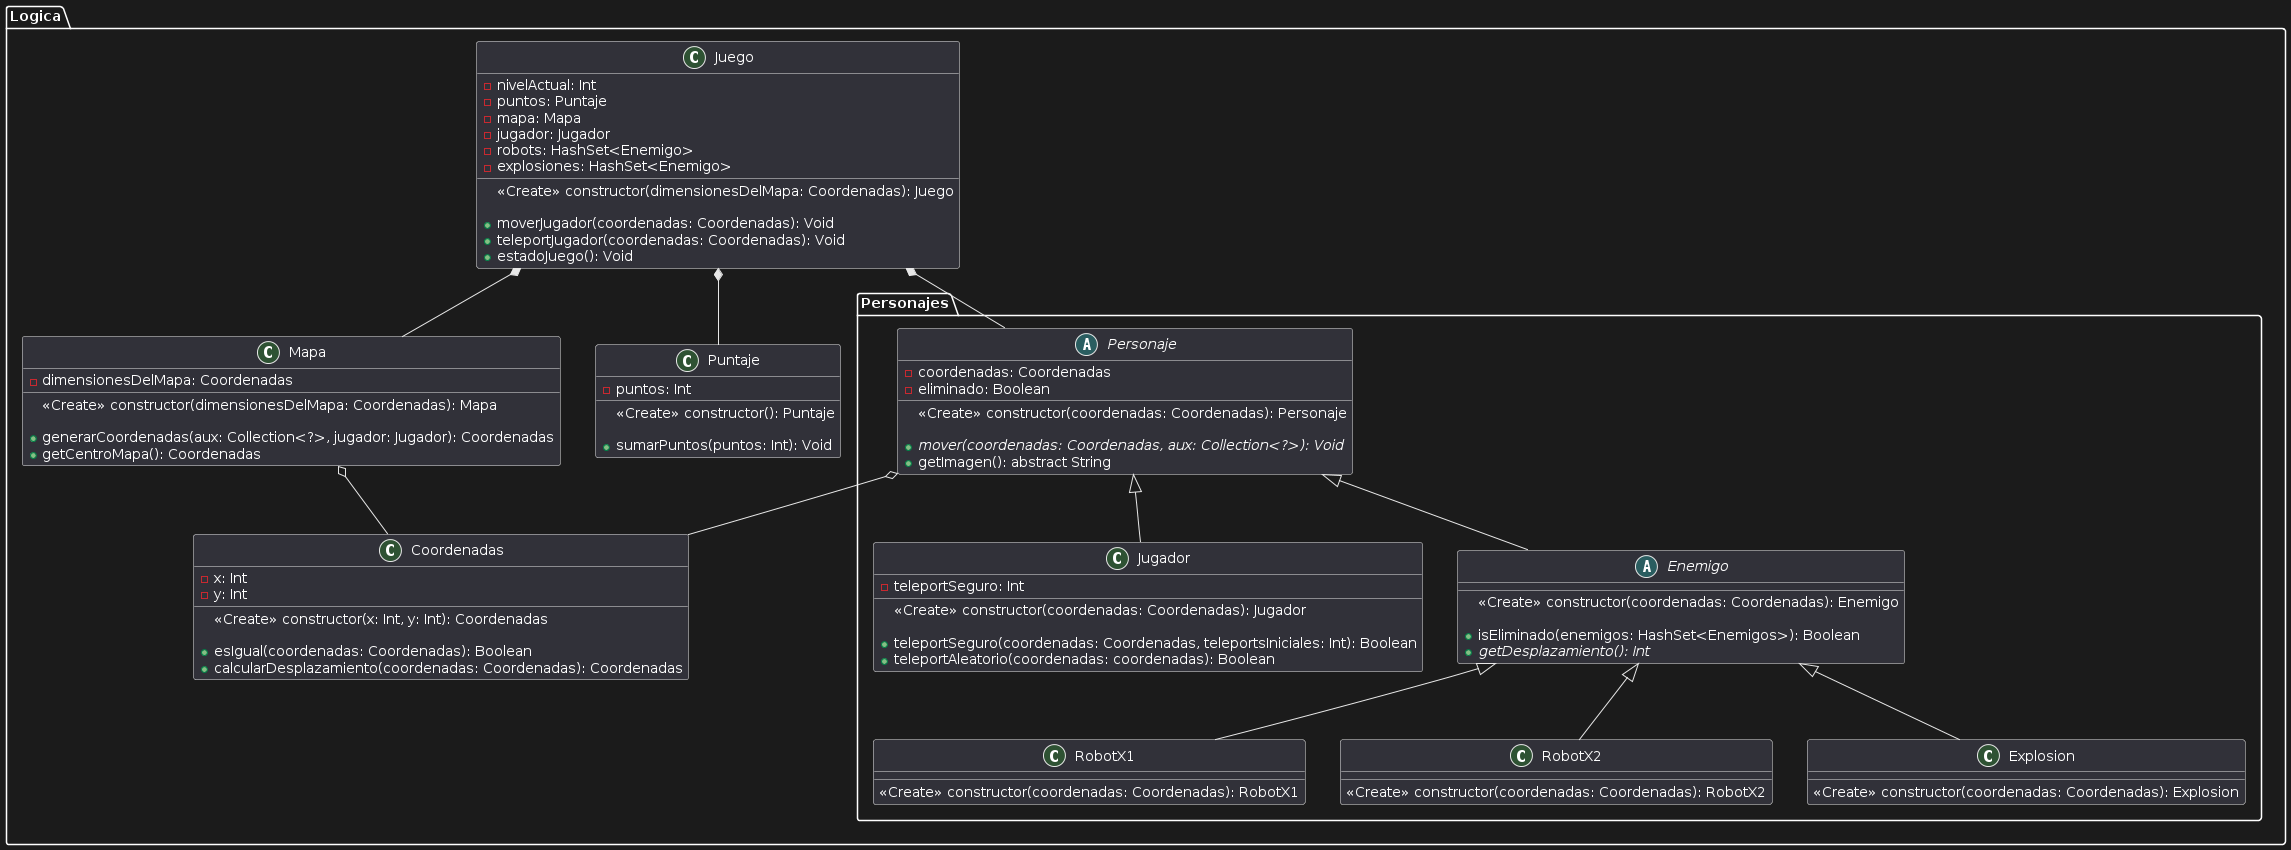 Logica
C Juego
nivelActual: Int
puntos: Puntaje
mapa: Mapa
jugador: Jugador
robots: HashSet<Enemigo>
explosiones: HashSet<Enemigo>
«Create» constructor(dimensionesDelMapa: Coordenadas): Juego
moverJugador(coordenadas: Coordenadas): Void
teleportJugador(coordenadas: Coordenadas): Void
estadoJuego(): Void
C Mapa
dimensionesDelMapa: Coordenadas
«Create» constructor(dimensionesDelMapa: Coordenadas): Mapa
generarCoordenadas(aux: Collection<?>, jugador: Jugador): Coordenadas
getCentroMapa(): Coordenadas
C Puntaje
puntos: Int
«Create» constructor(): Puntaje
sumarPuntos(puntos: Int): Void
Personajes
A Personaje
coordenadas: Coordenadas
eliminado: Boolean
«Create» constructor(coordenadas: Coordenadas): Personaje
mover(coordenadas: Coordenadas, aux: Collection<?>): Void
getImagen(): abstract String
C Coordenadas
x: Int
y: Int
«Create» constructor(x: Int, y: Int): Coordenadas
esIgual(coordenadas: Coordenadas): Boolean
calcularDesplazamiento(coordenadas: Coordenadas): Coordenadas
C Jugador
teleportSeguro: Int
«Create» constructor(coordenadas: Coordenadas): Jugador
teleportSeguro(coordenadas: Coordenadas, teleportsIniciales: Int): Boolean
teleportAleatorio(coordenadas: coordenadas): Boolean
A Enemigo
«Create» constructor(coordenadas: Coordenadas): Enemigo
isEliminado(enemigos: HashSet<Enemigos>): Boolean
getDesplazamiento(): Int
C RobotX1
«Create» constructor(coordenadas: Coordenadas): RobotX1
C RobotX2
«Create» constructor(coordenadas: Coordenadas): RobotX2
C Explosion
«Create» constructor(coordenadas: Coordenadas): Explosion